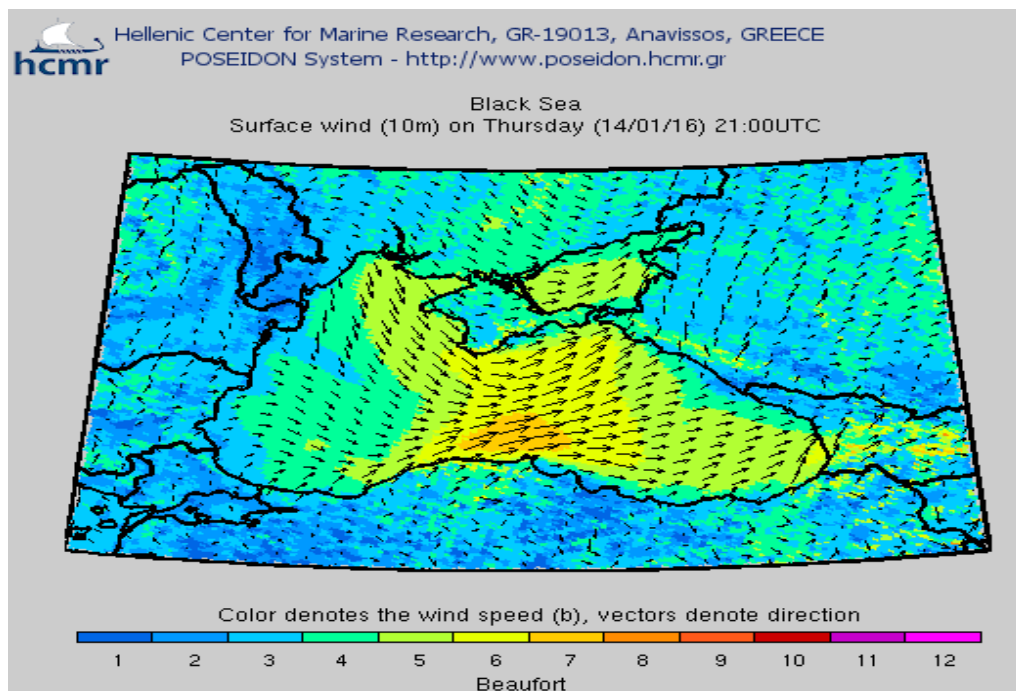 Hellenic Center for Marine Research, GR-19013, Anavissos, GREECE
hcmr
POSEIDON System - http://www.poseidon.hcmr.gr
Black Sea
Surface wind (10m) on Thursday (14/01/16) 21:00UTC
Color denotes the wind speed (b), vectors denote direction
1 2 3 4 5 6 7 8 9 10 11 12
Beaufort